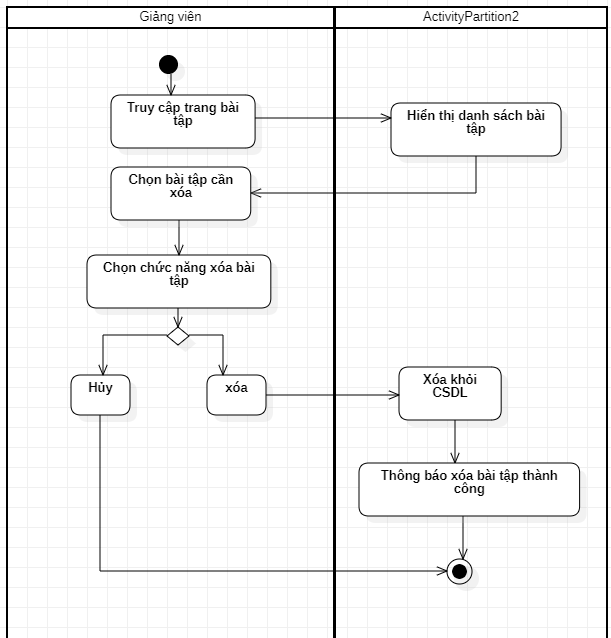 Giảng viên
ActivityPartition2
Truy cập trang bài
tập
Hiển thị danh sách bài
tập
Chọn bài tập cần
xóa
Chọn chức năng xóa bài
tập
Hủy
xóa
Xóa khỏi
CSDL
Thông báo xóa bài tập thành
công